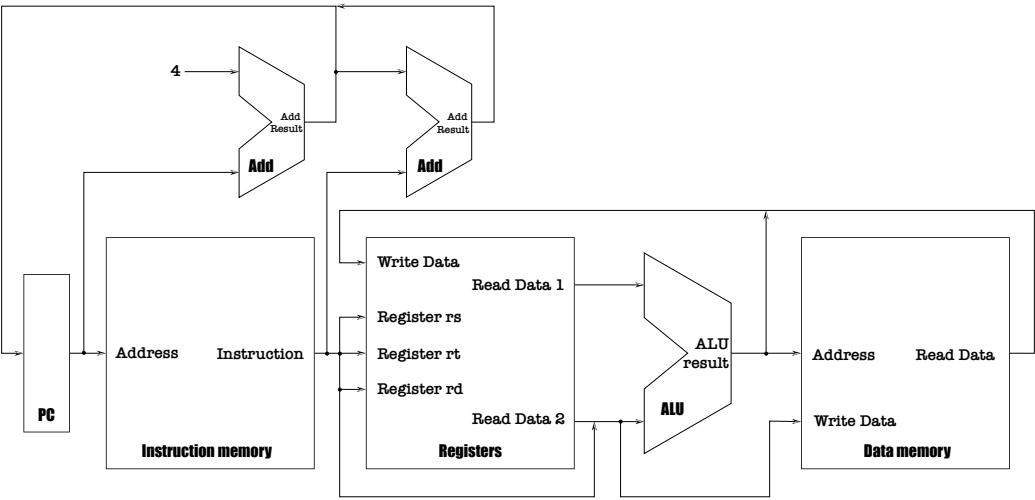 4
Add
Result
Add
Add
Result
Add
PC
Address
Instruction
Instruction memory
Write Data
Read Data 1
Register rs
Register rt
Register rd
Read Data 2
Registers
ALU
result
ALU
Address
Read Data
Write Data
Data memory